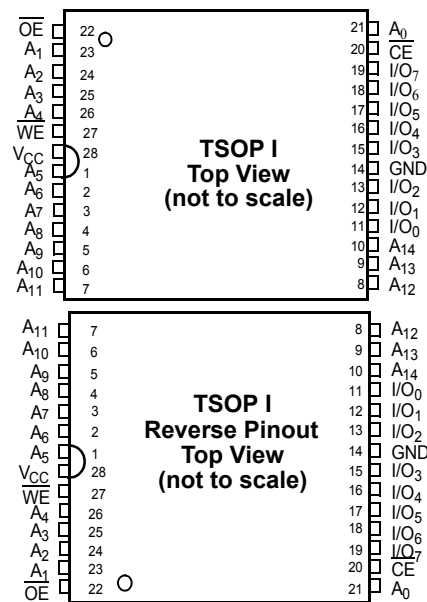 OE 22 21 A0
A1 23 20 CE
A2 24 19 I/O7
A3 25 18 I/O6
A4 26 17 I/O5
WE 27 16 I/O4
VCC 28 15 I/O3
A5 1 14 GND
A6 2 13 I/O2
A7 3 12 I/O1
A8 4 11 I/O0
A9 5 10 A14
A10 6 9 A13
A11 7 8 A12
TSOP I
Top View
(not to scale)
A11 7 8 A12
A10 6 9 A13
A9 5 10 A14
A8 4 11 I/O0
A7 3 12 I/O1
A6 2 13 I/O2
A5 1 14 GND
VCC 28 15 I/O3
WE 27 16 I/O4
A4 26 17 I/O5
A3 25 18 I/O6
A2 24 19 I/O7
A1 23 20 CE
OE 22 21 A0
TSOP I
Reverse Pinout
Top View
(not to scale)